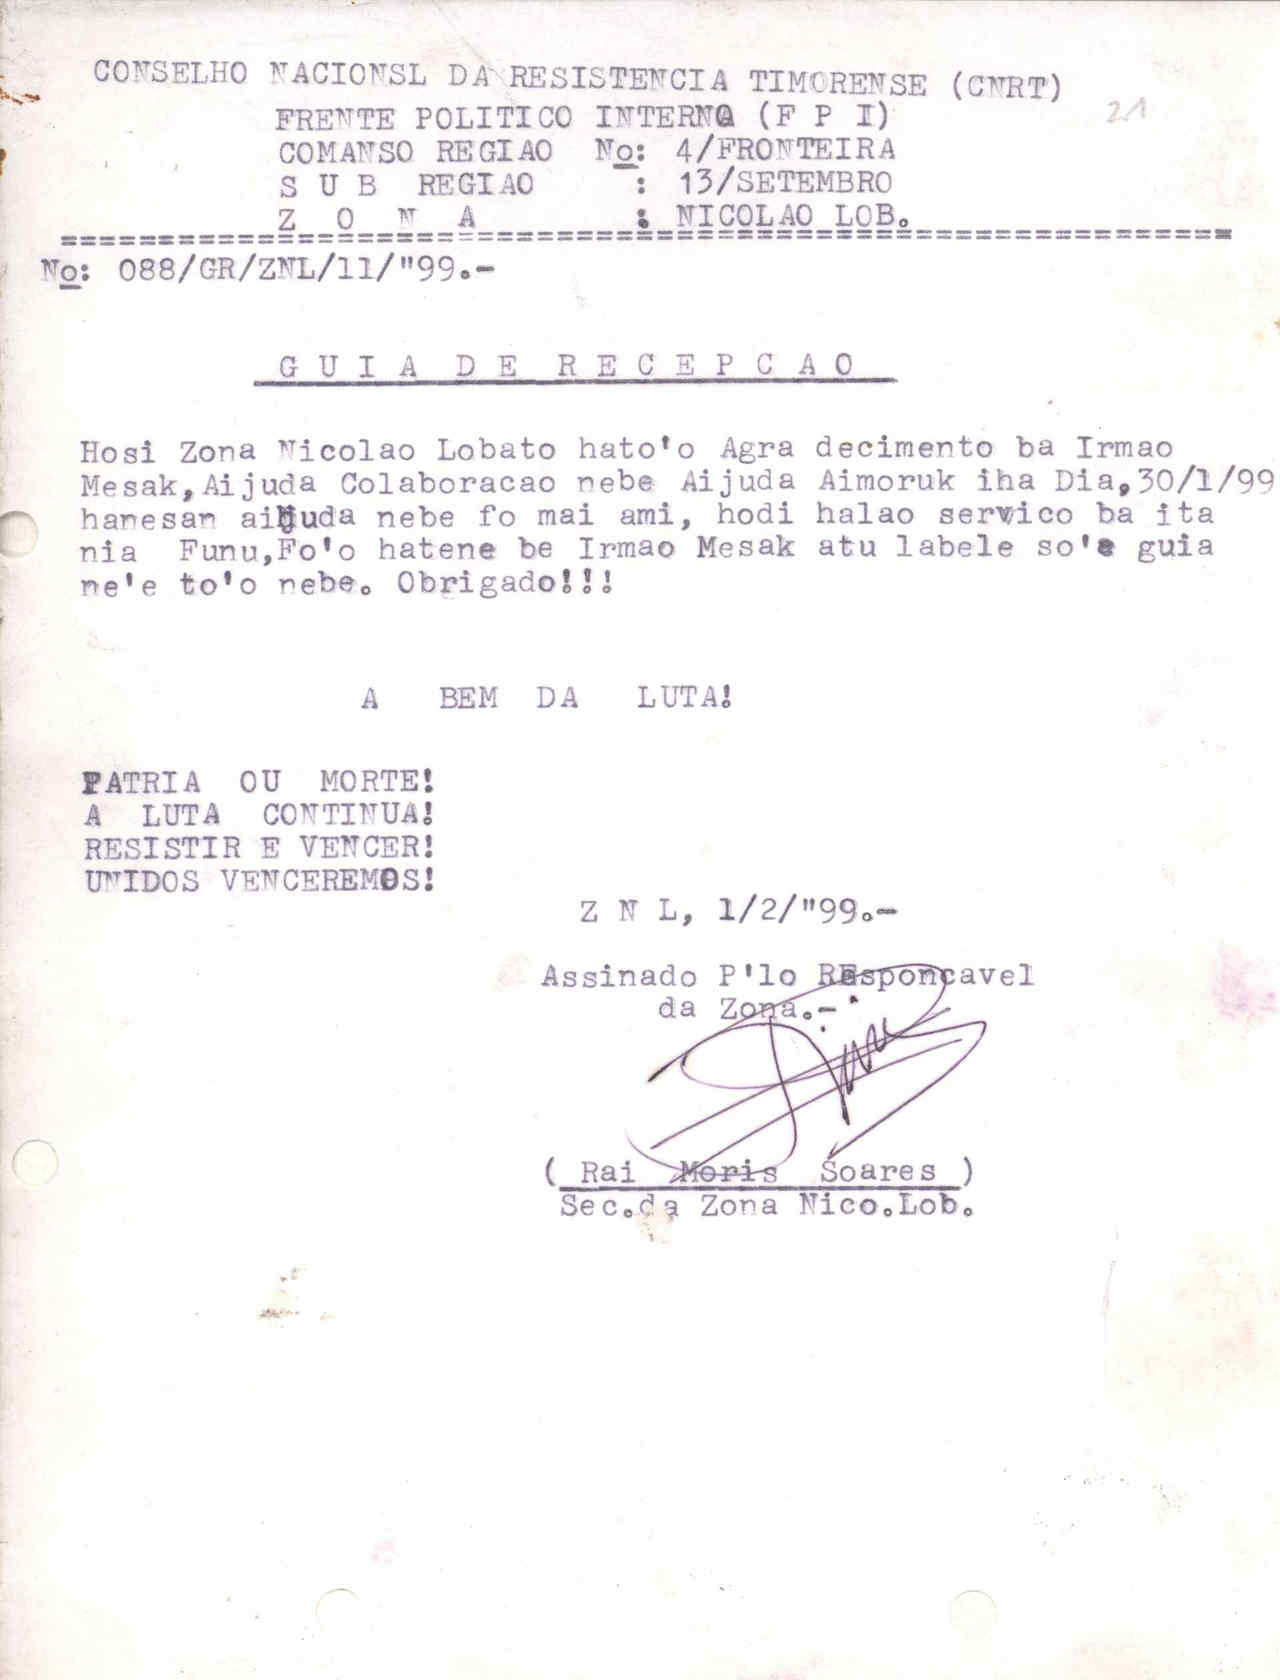 CONSELHO NACIONSL DA RESISTENCIA TIMORENSE (CNRT)
21
FRENTE POLITICO INTERNO (F P I)
COMANSO REGIAO No: 4/FRONTEIRA
S U B REGIAO : 13/SETEMBRO
Z O N A : NICOLAO LOB.
No: 088/GR/ZNL/11/"99.-
G U I A D E R E C E P C A O
Hosi Zona Nicolao Lobato hato'o Agra decimento ba Irmao
Mesak, Aijuda Colaboracao nebe Aijuda Aimoruk iha Dia, 30/1/99
hanesan aijuda nebe fo mai ami, hodi halao servico ba ita
nia Funu, Fo'o hatene be Irmao Mesak atu labele so'e guia
ne'e to'o nebe. Obrigado!!!
A BEM DA LUTA!
PATRIA OU MORTE!
A LUTA CONTINUA!
RESISTIR E VENCER!
UNIDOS VENCEREMOS!
Z N L, 1/2/"99.-
Assinado P'lo REsponcavel
da Zona.-
( Rai Moris Soares )
Sec.da Zona Nico.Lob.